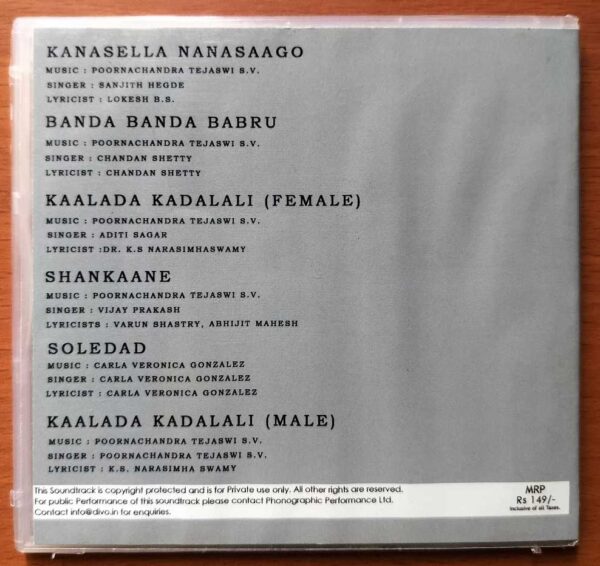 KANASELLA NANASAAGO
MUSIC : POORNACHANDRA TEJASWI S.V.
SINGER : SANJITH HEGDE
LYRICIST : LOKESH B.S.
BANDA BANDA BABRU
MUSIC : POORNACHANDRA TEJASWI S.V.
SINGER : CHANDAN SHETTY
LYRICIST : CHANDAN SHETTY
KAALADA KADALALI (FEMALE)
MUSIC : POORNACHANDRA TEJASWI S.V.
SINGER : ADITI SAGAR
LYRICIST :DR. K.S NARASIMHASWAMY
SHANKAANE
MUSIC : POORNACHANDRA TEJASWI S.V.
SINGER : VIJAY PRAKASH
LYRICISTS : VARUN SHASTRY, ABHIJIT MAHESH
SOLEDAD
MUSIC : CARLA VERONICA GONZALEZ
SINGER : CARLA VERONICA GONZALEZ
LYRICIST : CARLA VERONICA GONZALEZ
KAALADA KADALALI (MALE)
MUSIC : POORNACHANDRA TEJASWI S.V.
SINGER : POORNACHANDRA TEJASWI S.V.
LYRICIST : K.S. NARASIMHA SWAMY
This Soundtrack is copyright protected and is for Private use only. All other rights are reserved.
For public Performance of this soundtrack please contact Phonographic Performance Ltd.
Contact info@divo.in for enquiries.
MRP
Rs 149/-
Inclusive of all Taxes.